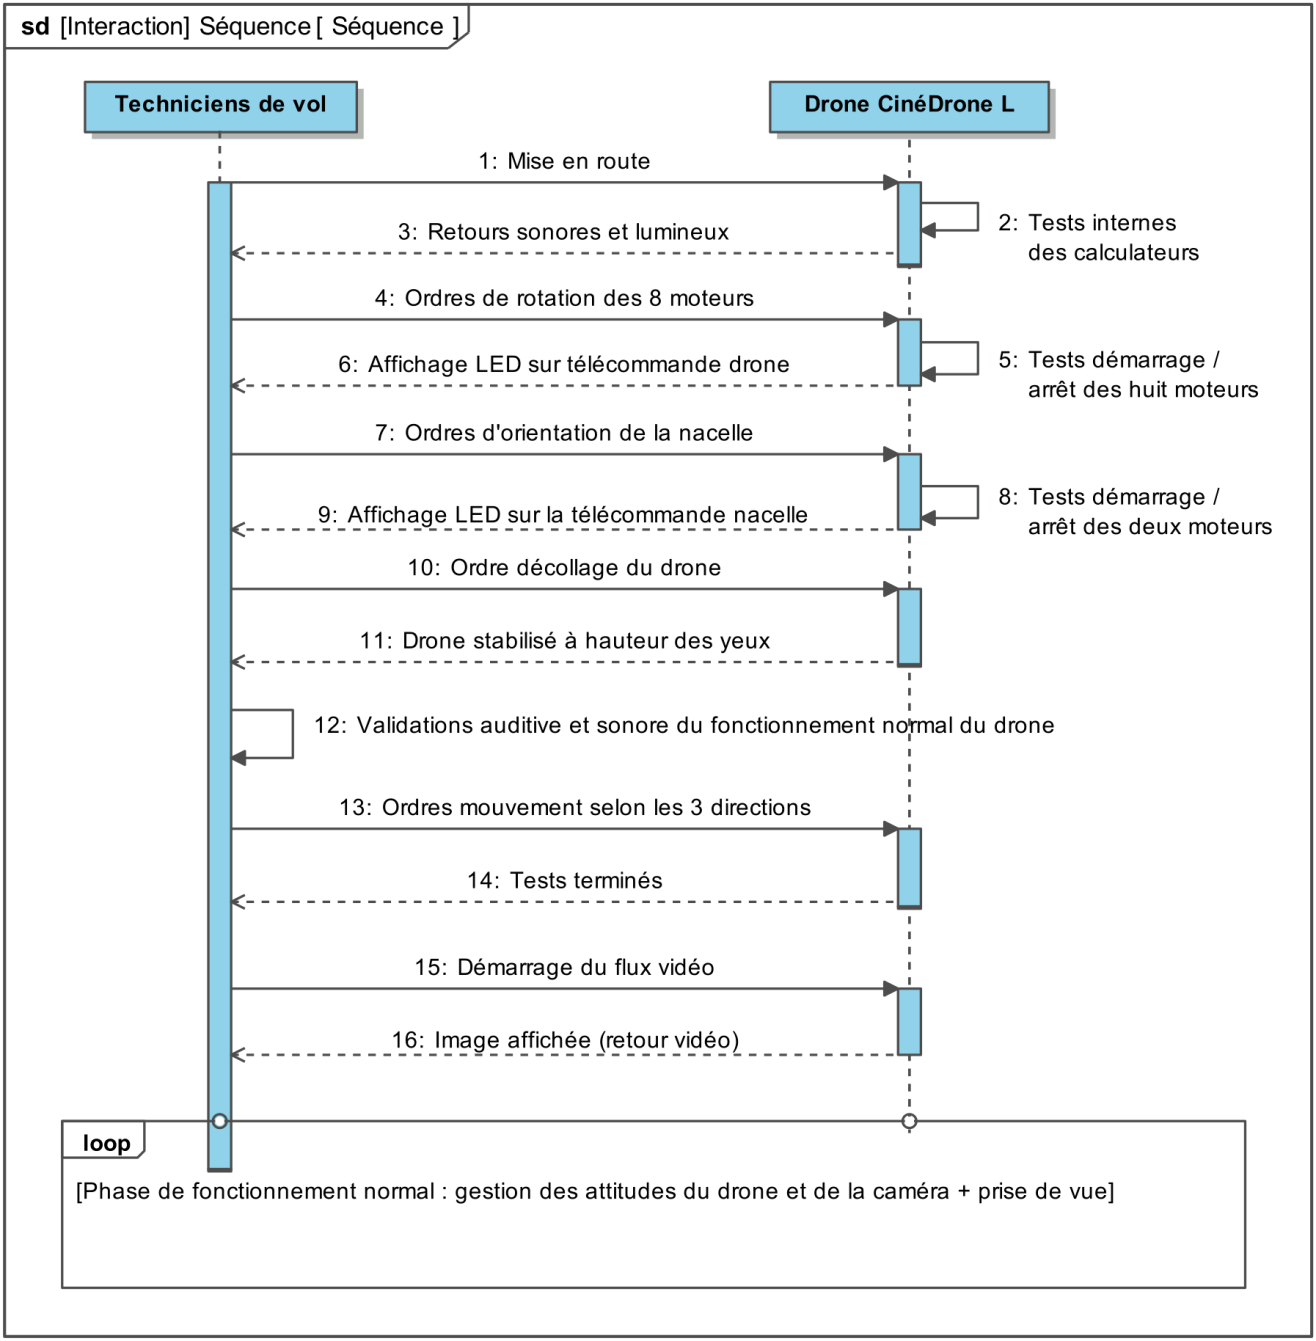 sd [Interaction] Séquence [ Séquence ]
Techniciens de vol
Drone CinéDrone L
1: Mise en route
2: Tests internes
des calculateurs
3: Retours sonores et lumineux
4: Ordres de rotation des 8 moteurs
5: Tests démarrage /
arrêt des huit moteurs
6: Affichage LED sur télécommande drone
7: Ordres d'orientation de la nacelle
8: Tests démarrage /
arrêt des deux moteurs
9: Affichage LED sur la télécommande nacelle
10: Ordre décollage du drone
11: Drone stabilisé à hauteur des yeux
12: Validations auditive et sonore du fonctionnement normal du drone
13: Ordres mouvement selon les 3 directions
14: Tests terminés
15: Démarrage du flux vidéo
16: Image affichée (retour vidéo)
loop
[Phase de fonctionnement normal : gestion des attitudes du drone et de la caméra + prise de vue]